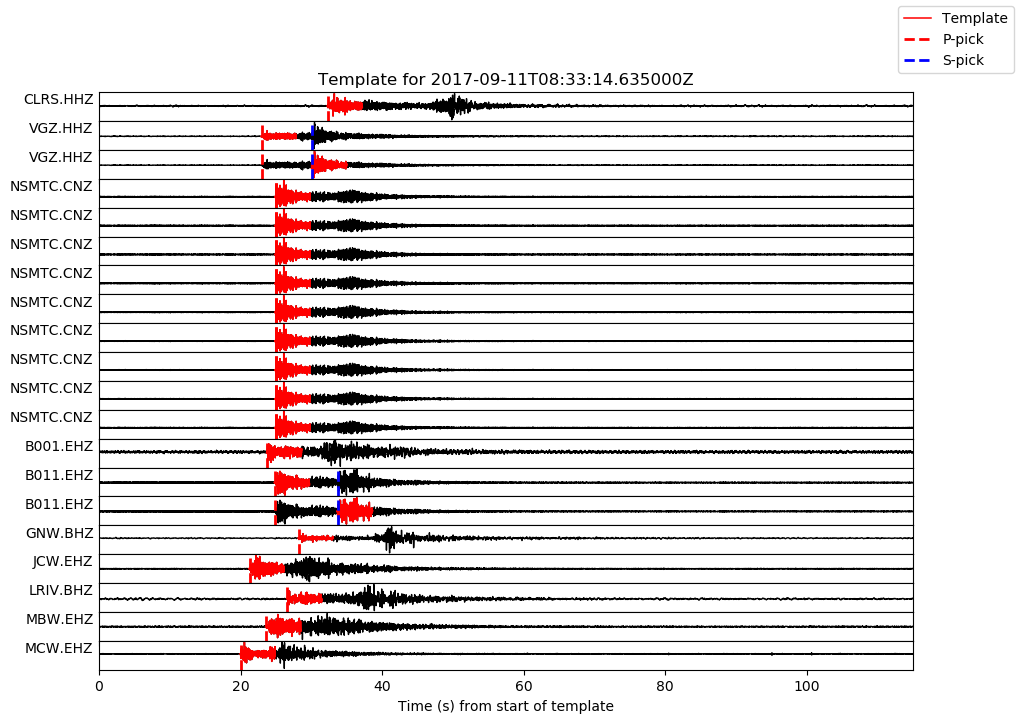 Template
P-pick
S-pick
Template for 2017-09-11T08:33:14.635000Z
CLRS.HHZ
VGZ.HHZ
VGZ.HHZ
NSMTC.CNZ
NSMTC.CNZ
NSMTC.CNZ
NSMTC.CNZ
NSMTC.CNZ
NSMTC.CNZ
NSMTC.CNZ
NSMTC.CNZ
NSMTC.CNZ
B001.EHZ
B011.EHZ
B011.EHZ
GNW.BHZ
JCW.EHZ
LRIV.BHZ
MBW.EHZ
MCW.EHZ
0 20 40 60 80 100
Time (s) from start of template